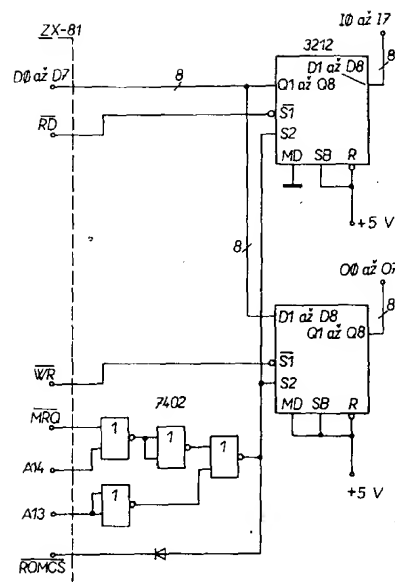 ZX-81
IØ až I7
D0 až D7
8
3212
8
D1 až D8
Q1 až Q8
RD
S1
S2
MD SB R
+5 V
8
O0 až O7
8
D1 až D8
Q1 až Q8
WR
S1
S2
MRQ
7402
MD SB R
1
1
1
A14
+5 V
A13
1
ROMCS